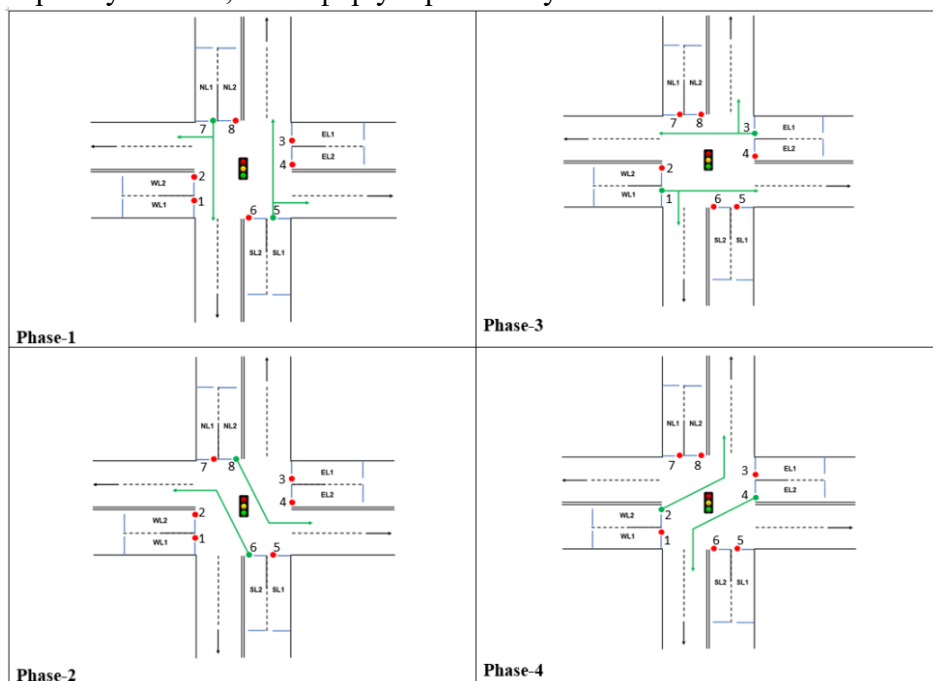 NL1 NL2
7 8
3 EL1
4 EL2
WL2 2
WL1 1
6 5
SL2 SL1
Phase-1
NL1 NL2
7 8
3 EL1
4 EL2
WL2 2
WL1 1
6 5
SL2 SL1
Phase-3
NL1 NL2
7 8
3 EL1
4 EL2
WL2 2
WL1 1
6 5
SL2 SL1
Phase-2
NL1 NL2
7 8
3 EL1
4 EL2
WL2 2
WL1 1
6 5
SL2 SL1
Phase-4